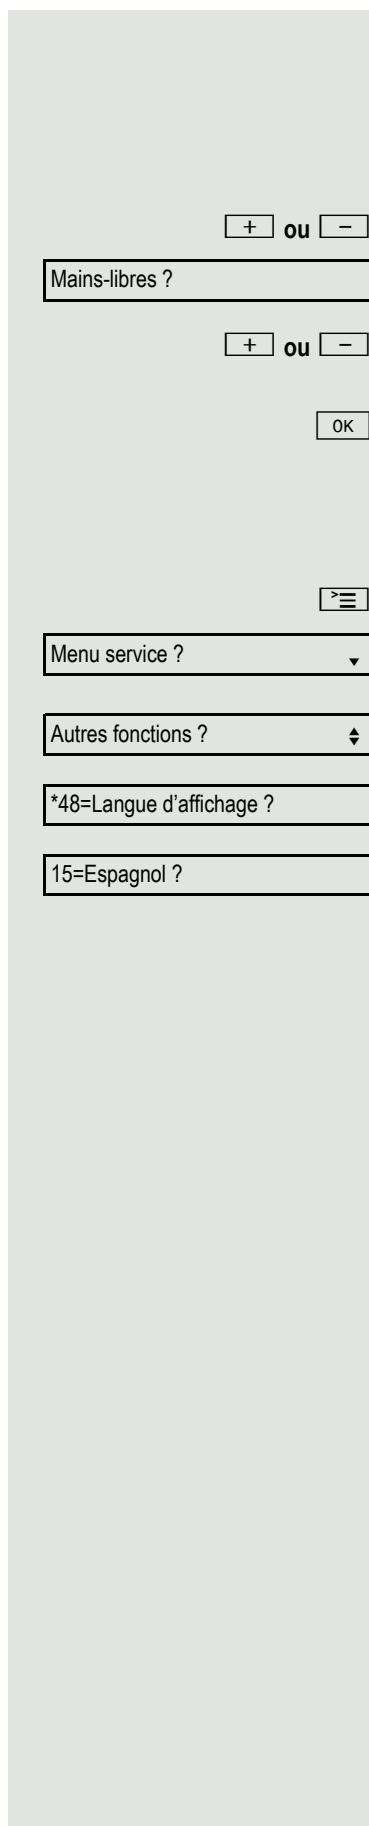 + ou −
Mains-libres ?
+ ou −
OK
>
Menu service ?
Autres fonctions ?
*48=Langue d’affichage ?
15=Espagnol ?